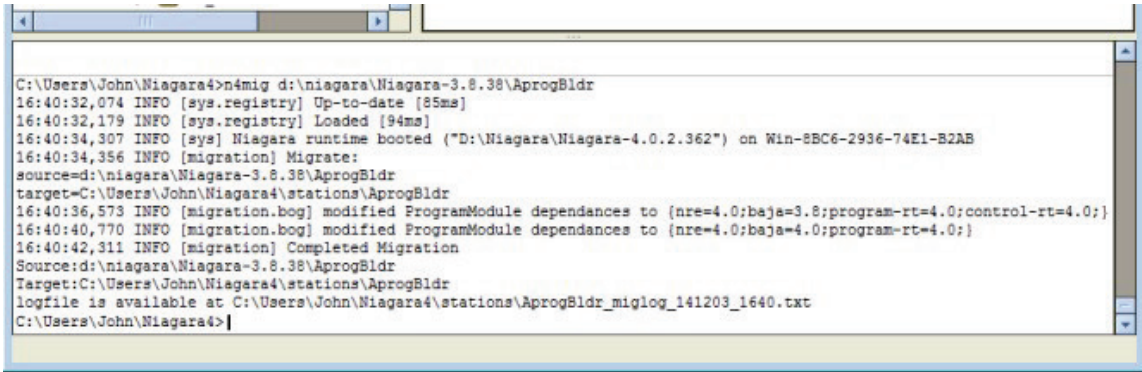 C:\Users\John\Niagara4>n4mig d:\niagara\Niagara-3.8.38\AprogBldr
16:40:32,074 INFO [sys.registry] Up-to-date [85ms]
16:40:32,179 INFO [sys.registry] Loaded [94ms]
16:40:34,307 INFO [sys] Niagara runtime booted ("D:\Niagara\Niagara-4.0.2.362") on Win-8BC6-2936-74E1-B2AB
16:40:34,356 INFO [migration] Migrate:
source=d:\niagara\Niagara-3.8.38\AprogBldr
target=C:\Users\John\Niagara4\stations\AprogBldr
16:40:36,573 INFO [migration.bog] modified ProgramModule dependances to {nre=4.0;baja=3.8;program-rt=4.0;control-rt=4.0;}
16:40:40,770 INFO [migration.bog] modified ProgramModule dependances to {nre=4.0;baja=4.0;program-rt=4.0;}
16:40:42,311 INFO [migration] Completed Migration
Source:d:\niagara\Niagara-3.8.38\AprogBldr
Target:C:\Users\John\Niagara4\stations\AprogBldr
logfile is available at C:\Users\John\Niagara4\stations\AprogBldr_miglog_141203_1640.txt
C:\Users\John\Niagara4>